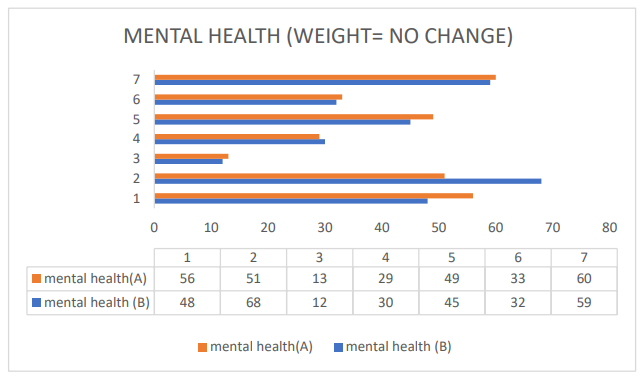 MENTAL HEALTH (WEIGHT= NO CHANGE)
7
6
5
4
3
2
1
0 10 20 30 40 50 60 70 80
1 2 3 4 5 6 7
mental health(A) 56 51 13 29 49 33 60
mental health (B) 48 68 12 30 45 32 59
mental health(A) mental health (B)